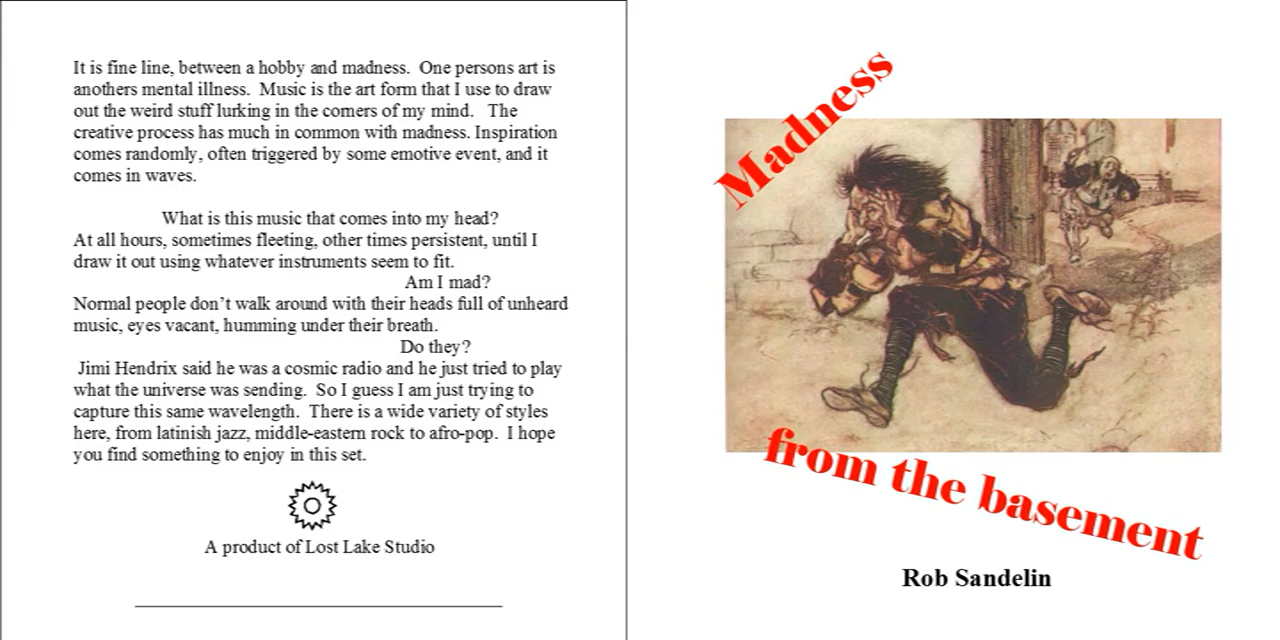 It is fine line, between a hobby and madness.  One persons art is
anothers mental illness.  Music is the art form that I use to draw
out the weird stuff lurking in the corners of my mind.   The
creative process has much in common with madness. Inspiration
comes randomly, often triggered by some emotive event, and it
comes in waves.
What is this music that comes into my head?
At all hours, sometimes fleeting, other times persistent, until I
draw it out using whatever instruments seem to fit.
Am I mad?
Normal people don’t walk around with their heads full of unheard
music, eyes vacant, humming under their breath.
Do they?
Jimi Hendrix said he was a cosmic radio and he just tried to play
what the universe was sending.  So I guess I am just trying to
capture this same wavelength.  There is a wide variety of styles
here, from latinish jazz, middle-eastern rock to afro-pop.  I hope
you find something to enjoy in this set.
A product of Lost Lake Studio
Madness
from the basement
Rob Sandelin